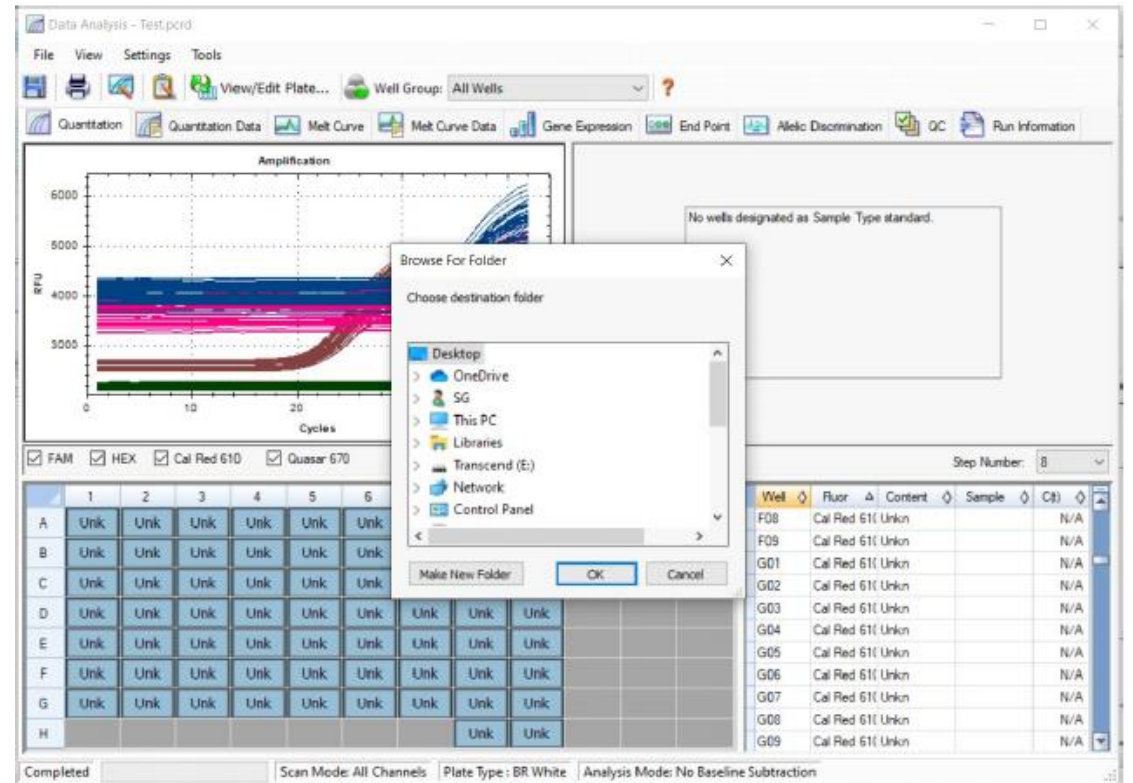 Data Analysis - Test.pcrd
File View Settings Tools
View/Edit Plate... Well Group: All Wells ?
Quantitation Quantitation Data Melt Curve Melt Curve Data Gene Expression End Point Allelic Discrimination QC Run Information
Amplification
6000
5000
4000
3000
RFU
0 10 20
Cycles
No wells designated as Sample Type standard.
Browse For Folder
Choose destination folder
Desktop
OneDrive
SG
This PC
Libraries
Transcend (E:)
Network
Control Panel
Make New Folder OK Cancel
FAM HEX Cal Red 610 Quasar 670
Step Number: 8
1 2 3 4 5 6
A Unk Unk Unk Unk Unk Unk
B Unk Unk Unk Unk Unk Unk
C Unk Unk Unk Unk Unk Unk
D Unk Unk Unk Unk Unk Unk Unk Unk Unk
E Unk Unk Unk Unk Unk Unk Unk Unk Unk
F Unk Unk Unk Unk Unk Unk Unk Unk Unk
G Unk Unk Unk Unk Unk Unk Unk Unk Unk
H Unk Unk
Well Fluor Content Sample C(t)
F08 Cal Red 61( Unkn N/A
F09 Cal Red 61( Unkn N/A
G01 Cal Red 61( Unkn N/A
G02 Cal Red 61( Unkn N/A
G03 Cal Red 61( Unkn N/A
G04 Cal Red 61( Unkn N/A
G05 Cal Red 61( Unkn N/A
G06 Cal Red 61( Unkn N/A
G07 Cal Red 61( Unkn N/A
G08 Cal Red 61( Unkn N/A
G09 Cal Red 61( Unkn N/A
Completed Scan Mode: All Channels Plate Type : BR White Analysis Mode: No Baseline Subtraction